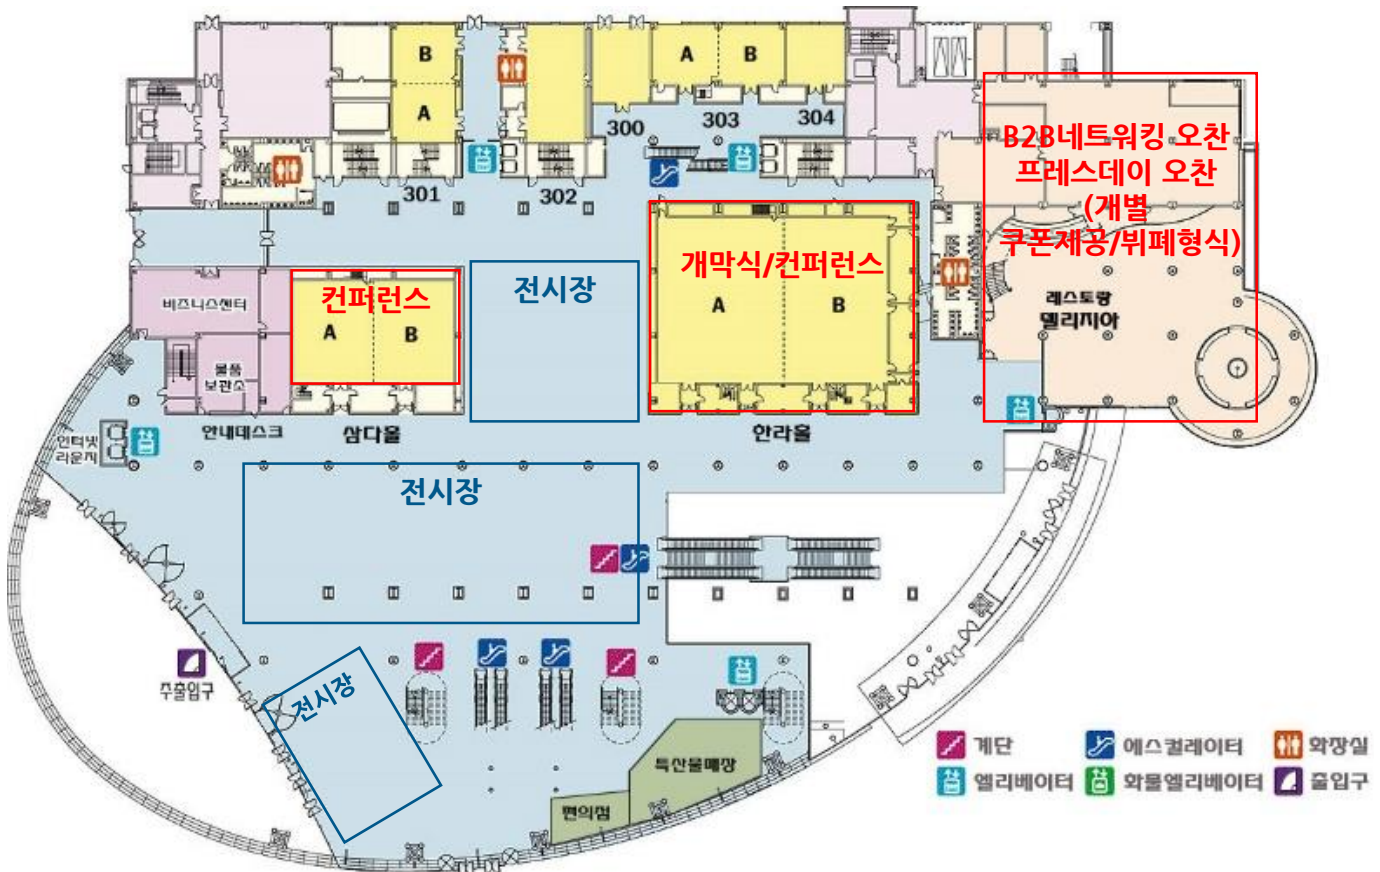 B
A
301
302
300
A
B
303
304
B2B네트워킹 오찬
프레스데이 오찬
(개별
쿠폰제공/뷔페형식)
레스토랑
델리지아
비즈니스센터
물품
보관소
컨퍼런스
A
B
전시장
개막식/컨퍼런스
A
B
인터넷
라운지
안내데스크
삼다홀
한라홀
전시장
주출입구
전시장
특산물매장
편의점
계단
에스컬레이터
화장실
엘리베이터
화물엘리베이터
출입구